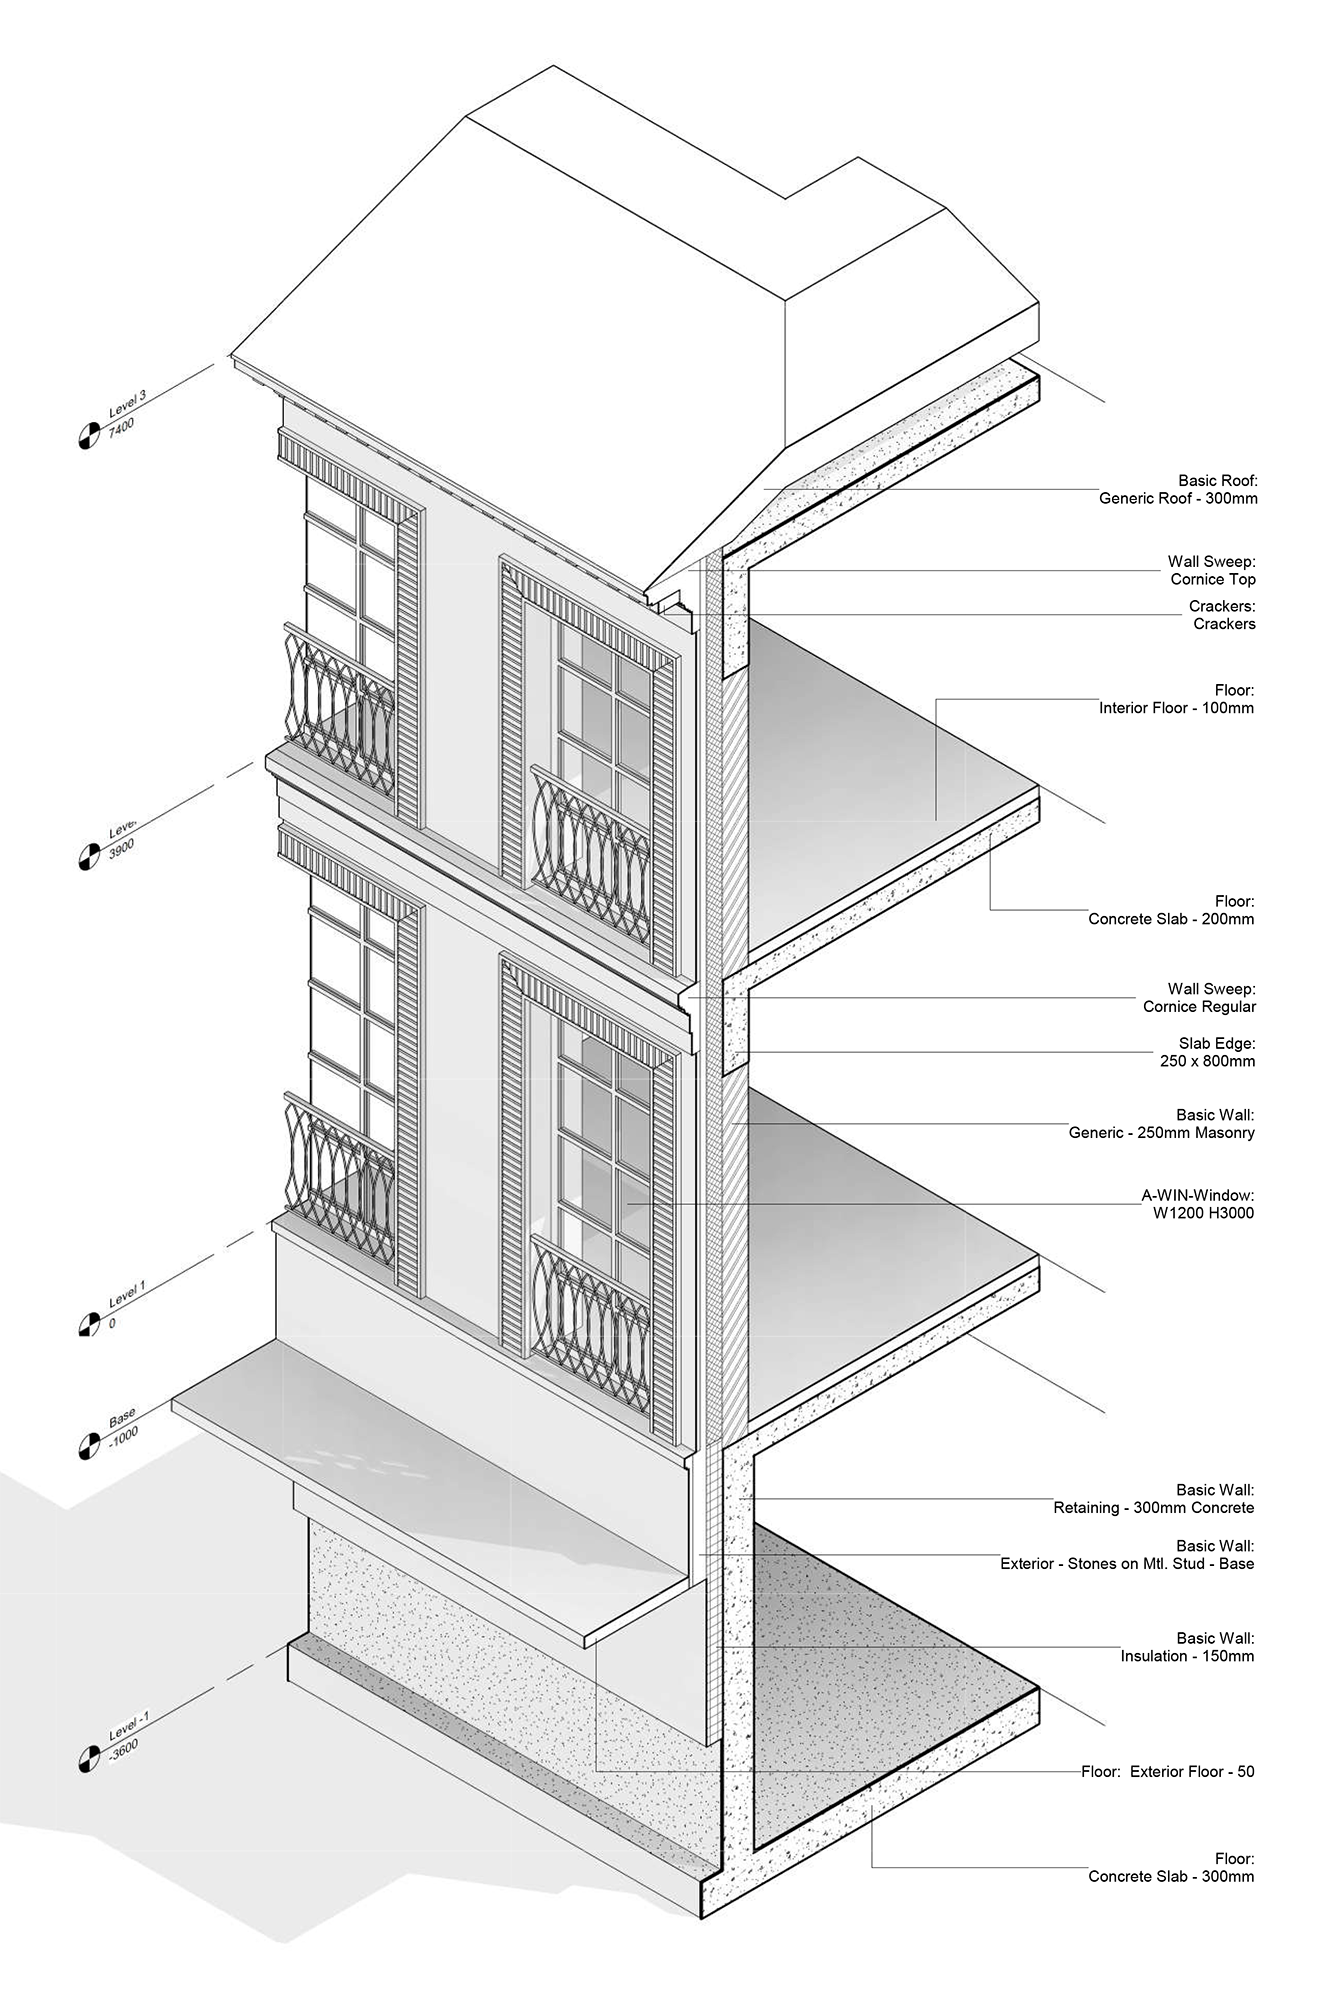 Level 3
7400
Basic Roof:
Generic Roof - 300mm
Wall Sweep:
Cornice Top
Crackers:
Crackers
Floor:
Interior Floor - 100mm
3900
Floor:
Concrete Slab - 200mm
Wall Sweep:
Cornice Regular
Slab Edge:
250 x 800mm
Basic Wall:
Generic - 250mm Masonry
A-WIN-Window:
W1200 H3000
Level 1
0
Base
-1000
Basic Wall:
Retaining - 300mm Concrete
Basic Wall:
Exterior - Stones on Mtl. Stud - Base
Basic Wall:
Insulation - 150mm
Level -1
-3600
Floor: Exterior Floor - 50
Floor:
Concrete Slab - 300mm